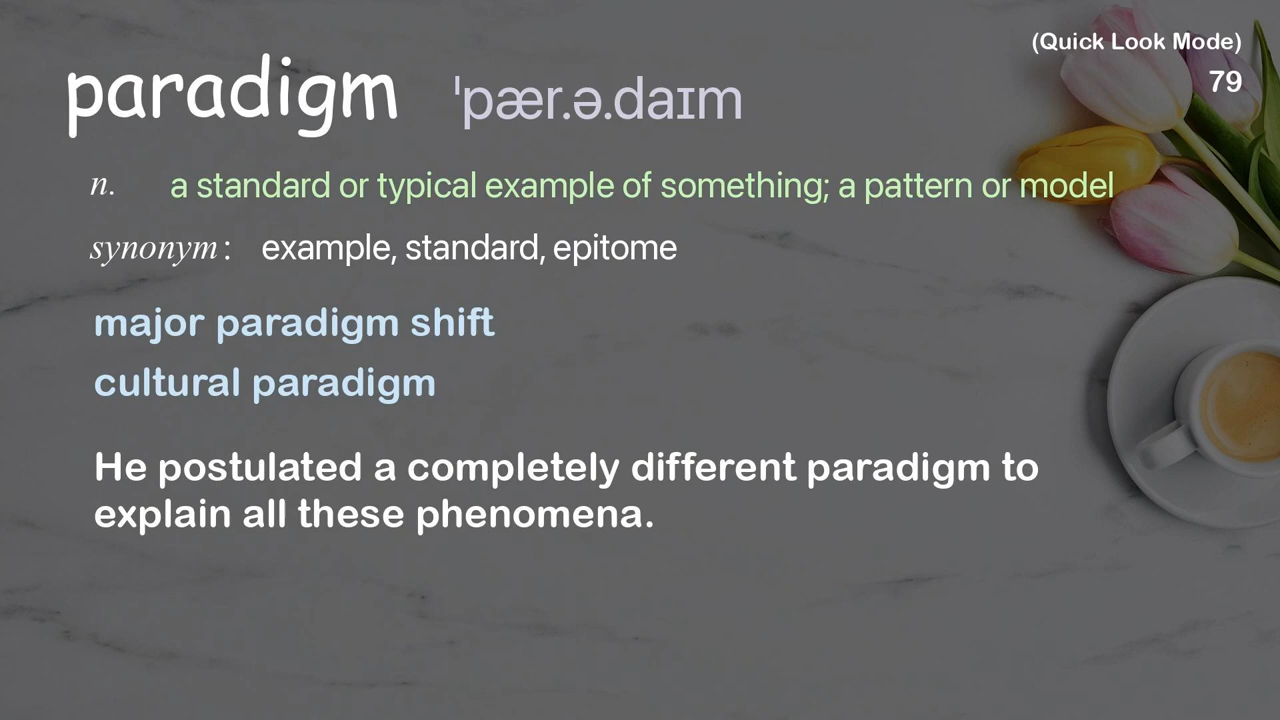 (Quick Look Mode)
79
paradigm ˈpær.ə.daɪm
n. a standard or typical example of something; a pattern or model
synonym: example, standard, epitome
major paradigm shift
cultural paradigm
He postulated a completely different paradigm to
explain all these phenomena.